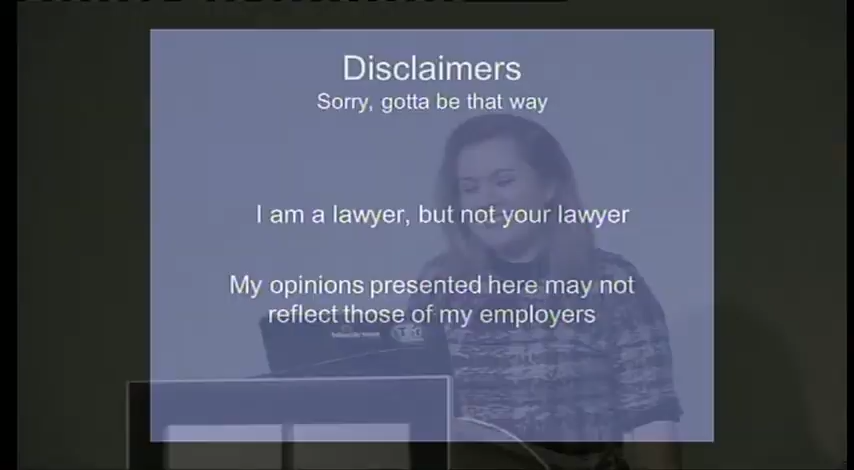 Disclaimers
Sorry, gotta be that way
I am a lawyer, but not your lawyer
My opinions presented here may not
reflect those of my employers